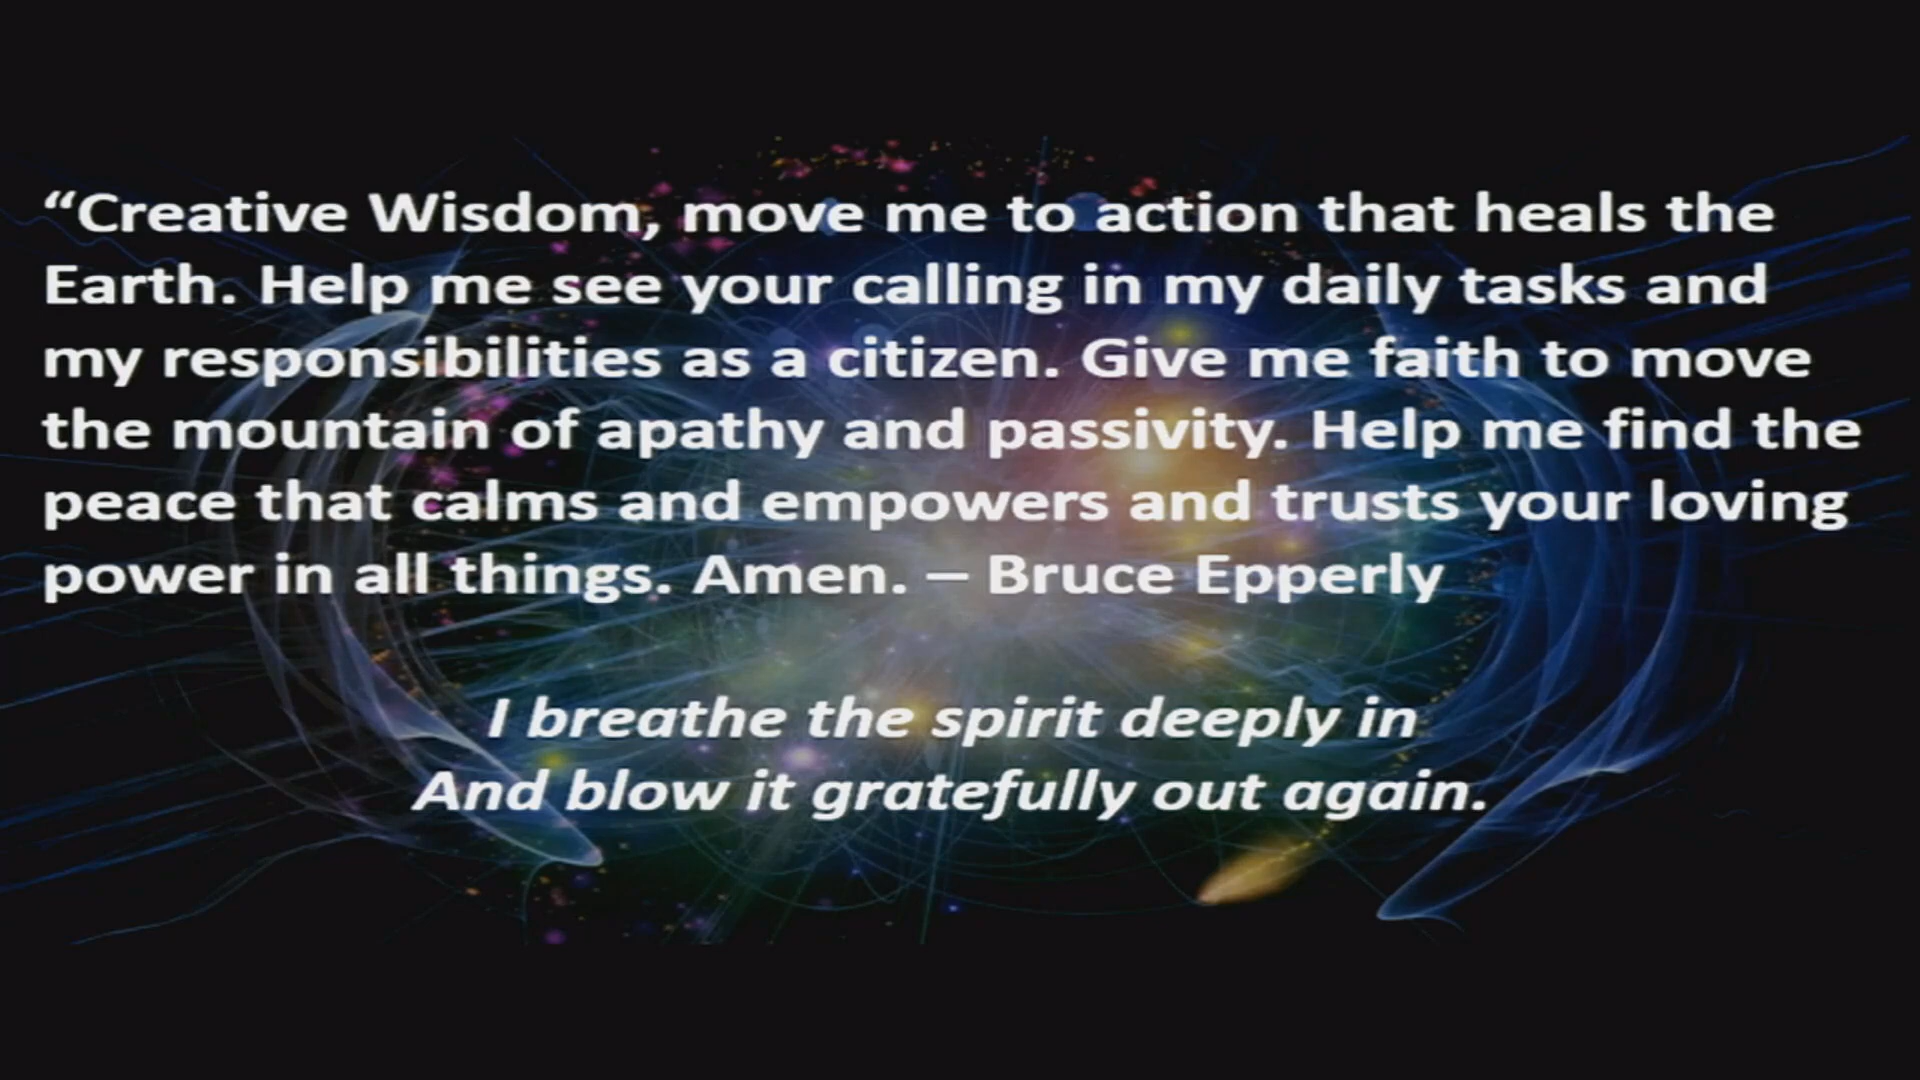 “Creative Wisdom, move me to action that heals the
Earth. Help me see your calling in my daily tasks and
my responsibilities as a citizen. Give me faith to move
the mountain of apathy and passivity. Help me find the
peace that calms and empowers and trusts your loving
power in all things. Amen. – Bruce Epperly
I breathe the spirit deeply in
And blow it gratefully out again.